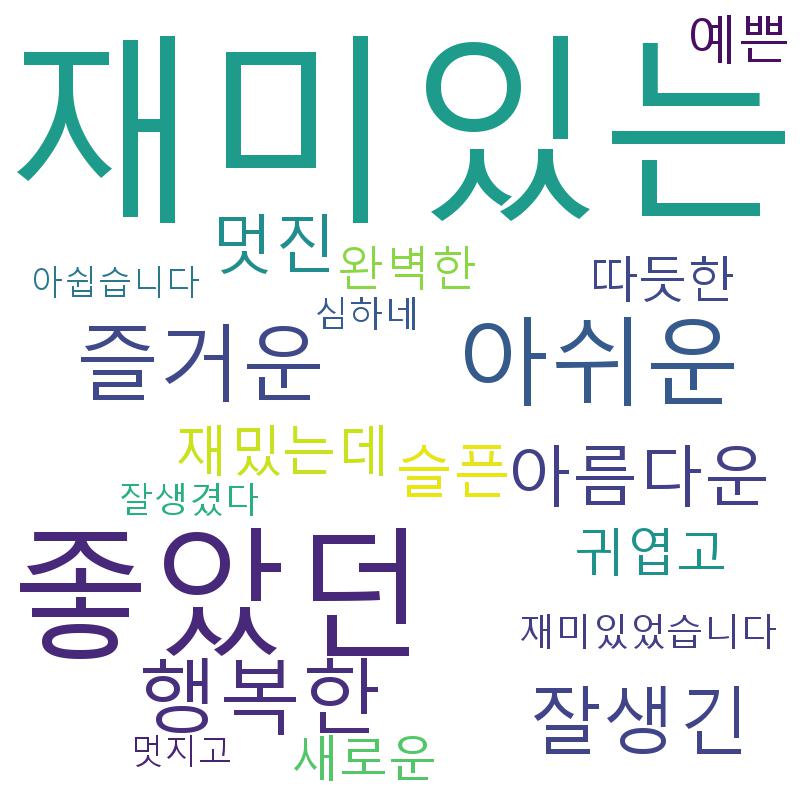 예쁜
재미있는
멋진
완벽한
따듯한
아쉽습니다
심하네
즐거운
아쉬운
재밌는데
슬픈
아름다운
잘생겼다
좋았던
귀엽고
재미있었습니다
행복한
잘생긴
멋지고
새로운